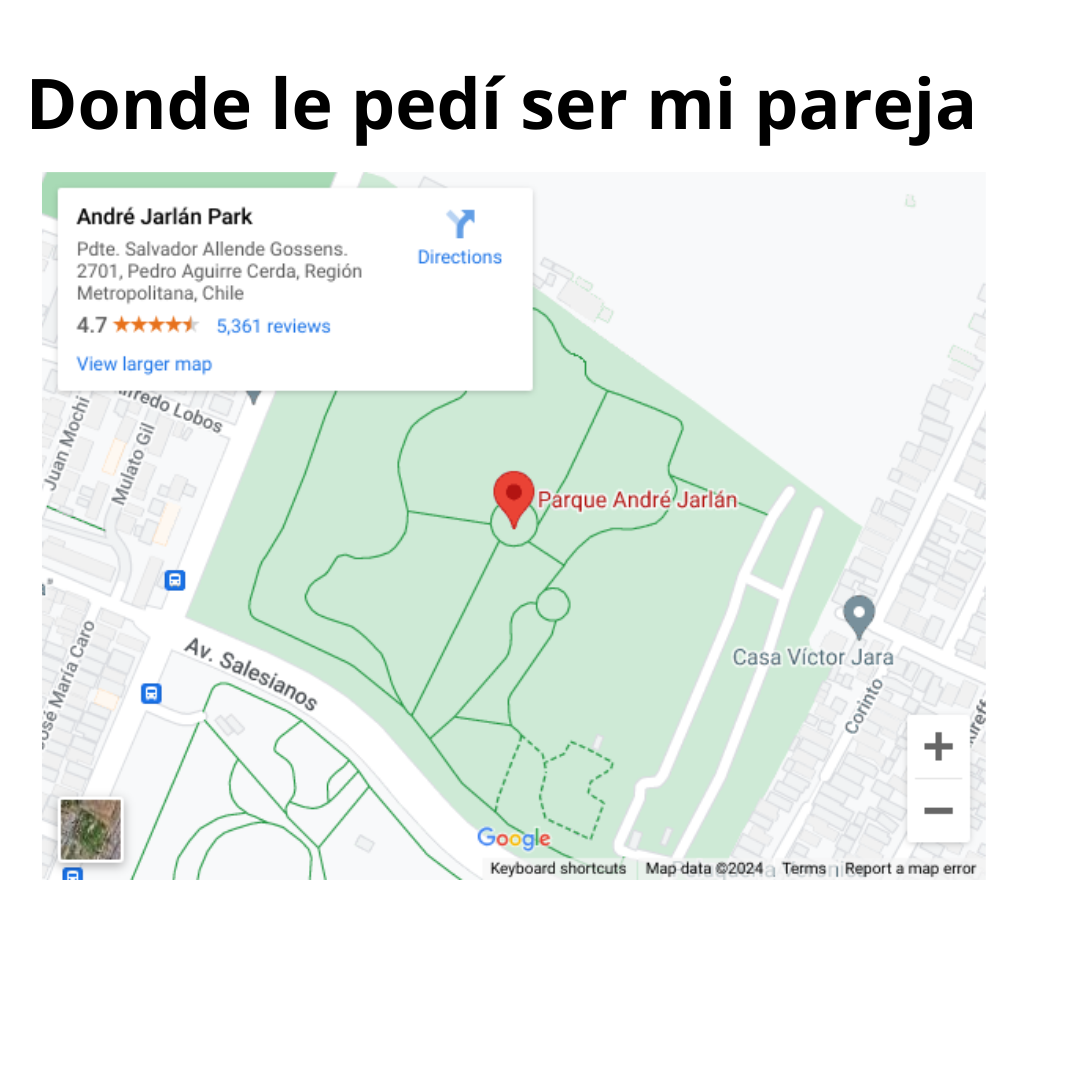 Donde le pedí ser mi pareja
André Jarlán Park
Directions
Pdte. Salvador Allende Gossens.
2701, Pedro Aguirre Cerda, Región
Metropolitana, Chile
4.7
5,361 reviews
View larger map
Lobos
Juan Mochi
Mulato Gil
Parque André Jarlán
Casa Víctor Jara
Av. Salesianos
José María Caro
Corinto
Google
Keyboard shortcuts
Map data ©2024
Terms
Report a map error